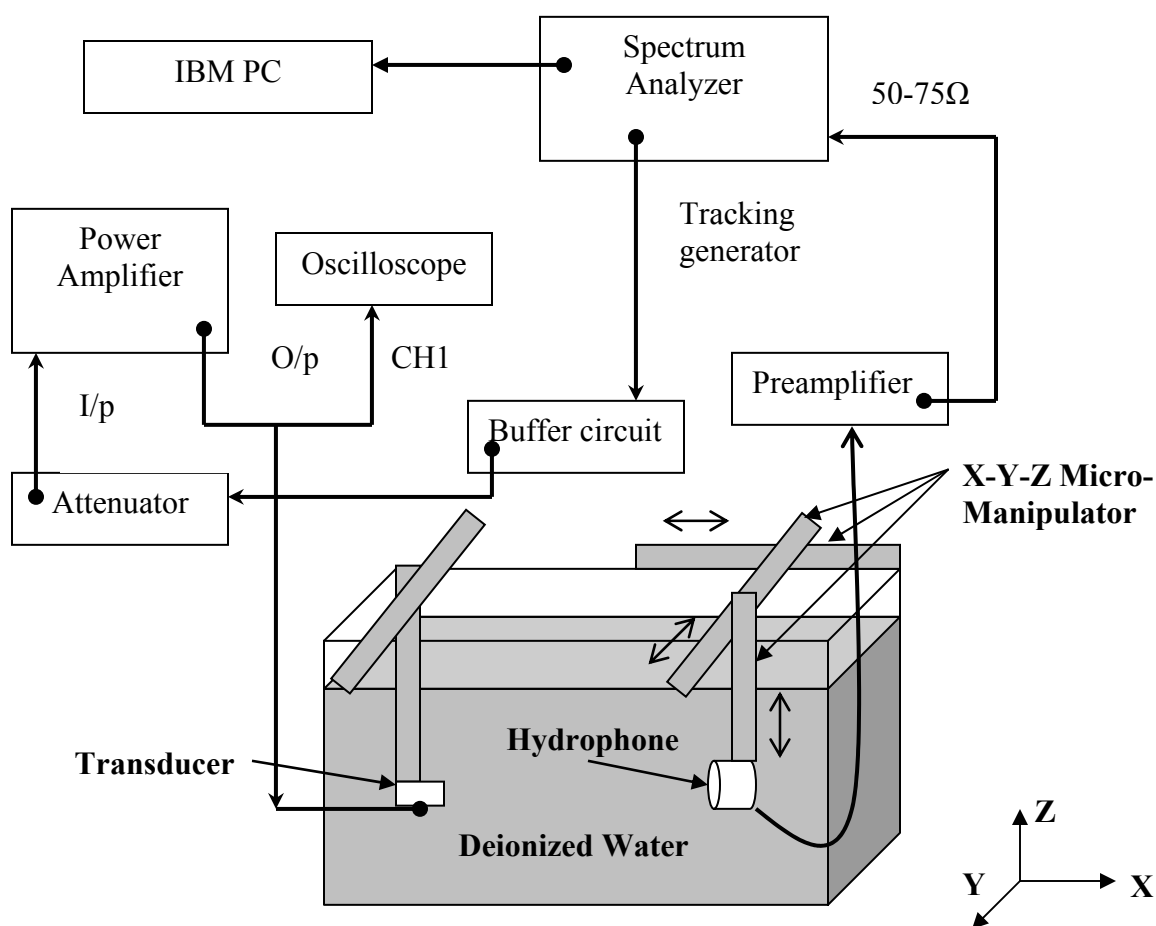 IBM PC
Spectrum
Analyzer
50-75Ω
Power
Amplifier
Oscilloscope
Tracking
generator
O/p
CH1
Preamplifier
I/p
Buffer circuit
Attenuator
X-Y-Z Micro-
Manipulator
Hydrophone
Transducer
Deionized Water
Z
Y
X